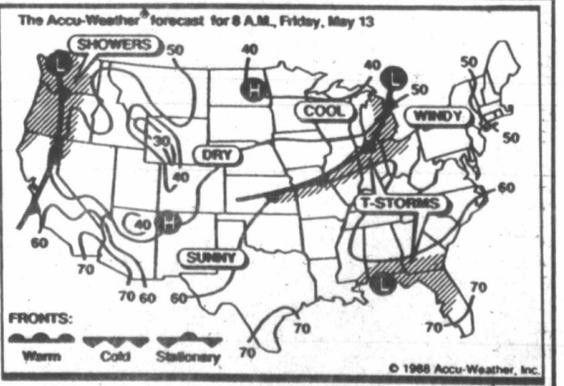 The Accu-Weather® forecast for 8 A.M., Friday, May 13
SHOWERS
50
40
L
H
40
L
50
50
COOL
WINDY
50
30
DRY
40
60
T-STORMS
40
H
60
SUNNY
70
70 60
60
L
70
70
70
70
FRONTS:
Warm
Cold
Stationary
© 1988 Accu-Weather, Inc.